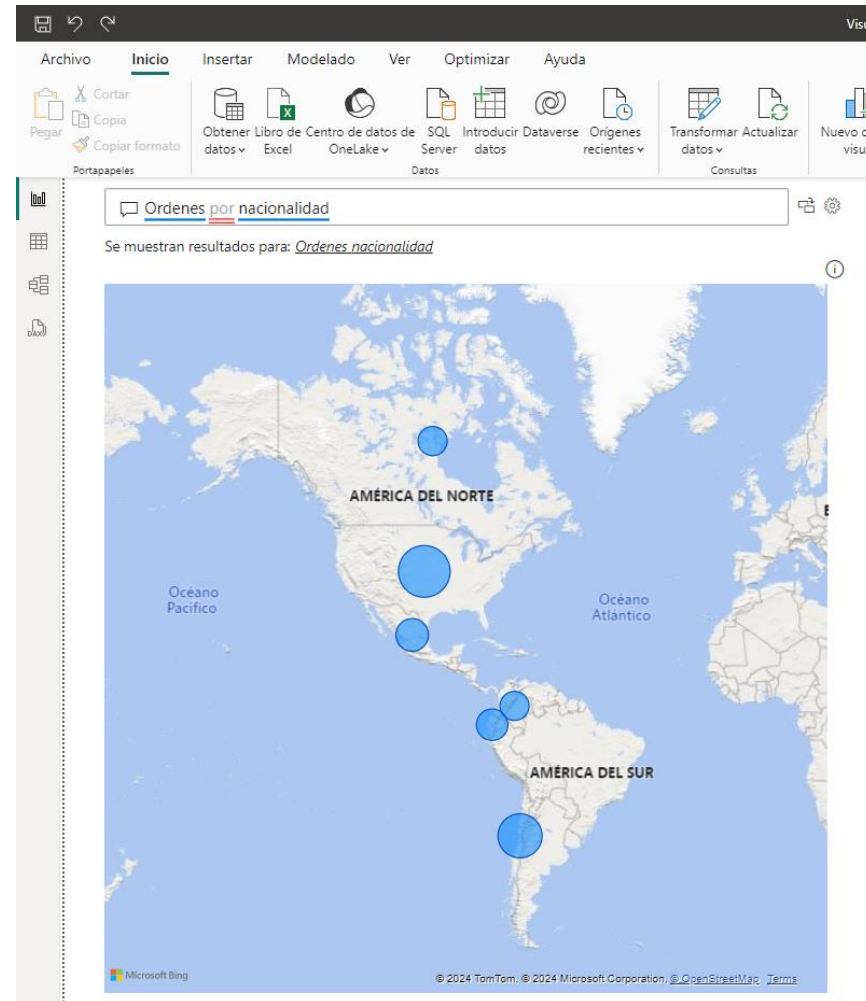 Visu
Archivo Inicio Insertar Modelado Ver Optimizar Ayuda
Pegar
Cortar
Copia
Copiar formato
Portapapeles
Obtener datos
Libro de Excel
Centro de datos de OneLake
SQL Server
Introducir datos
Dataverse
Orígenes recientes
Datos
Transformar datos
Actualizar
Consultas
Nuevo o
visu
DAX
Ordenes por nacionalidad
Se muestran resultados para: Ordenes nacionalidad
AMÉRICA DEL NORTE
E
Océano
Pacífico
Océano
Atlántico
AMÉRICA DEL SUR
Microsoft Bing
© 2024 TomTom, © 2024 Microsoft Corporation, © OpenStreetMap Terms